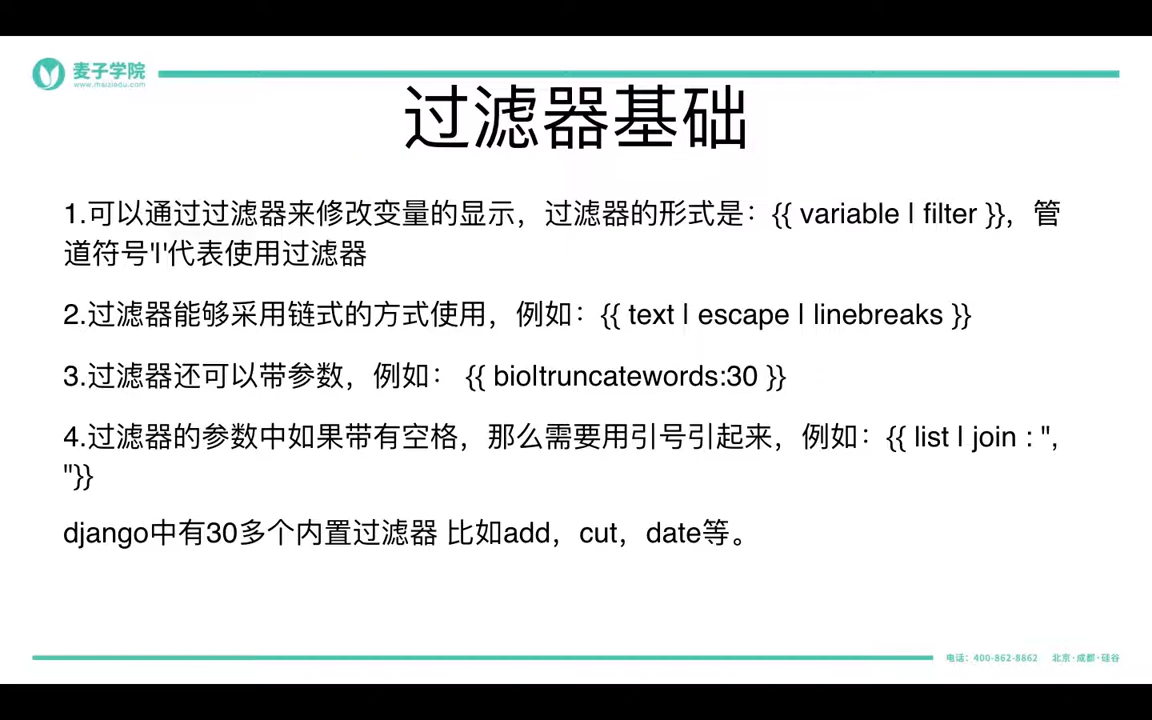 麦子学院
www.maiziedu.com
过滤器基础
1.可以通过过滤器来修改变量的显示，过滤器的形式是：{{ variable | filter }}，管
道符号'|'代表使用过滤器
2.过滤器能够采用链式的方式使用，例如：{{ text | escape | linebreaks }}
3.过滤器还可以带参数，例如： {{ bio|truncatewords:30 }}
4.过滤器的参数中如果带有空格，那么需要用引号引起来，例如：{{ list | join : ",
"}}
django中有30多个内置过滤器 比如add，cut，date等。
电话：400-862-8862 北京·成都·硅谷